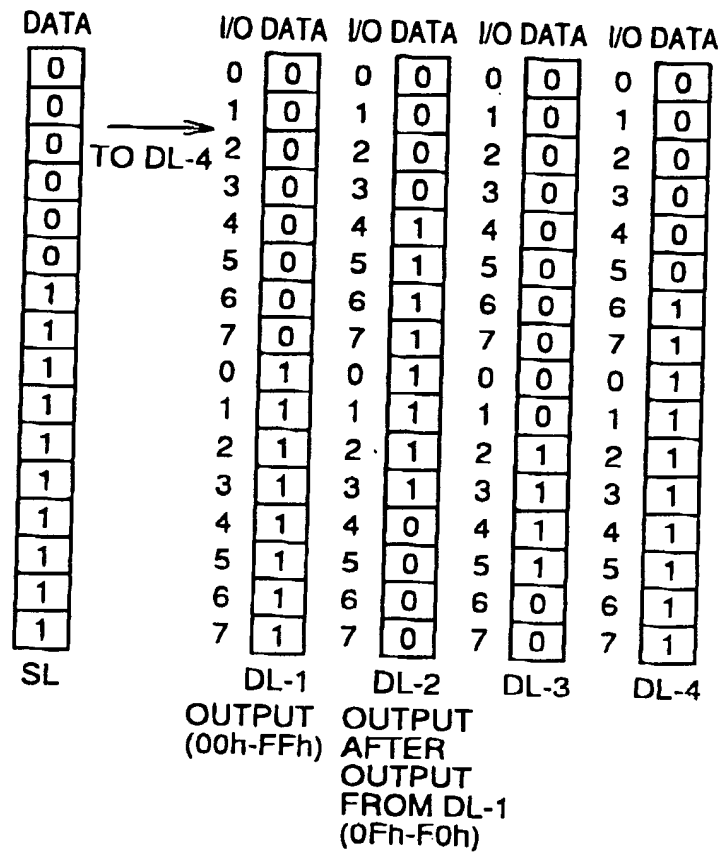 DATA I/O DATA I/O DATA I/O DATA I/O DATA
0 0 0 0 0 0 0 0 0
0 1 0 1 0 1 0 1 0
0 2 0 2 0 2 0 2 0
TO DL-4
0 3 0 3 0 3 0 3 0
0 4 0 4 1 4 0 4 0
0 5 0 5 1 5 0 5 0
1 6 0 6 1 6 0 6 1
1 7 0 7 1 7 0 7 1
1 0 1 0 1 0 0 0 1
1 1 1 1 1 1 0 1 1
1 2 1 2 1 2 1 2 1
1 3 1 3 1 3 1 3 1
1 4 1 4 0 4 1 4 1
1 5 1 5 0 5 1 5 1
1 6 1 6 0 6 0 6 1
1 7 1 7 0 7 0 7 1
SL DL-1 DL-2 DL-3 DL-4
OUTPUT
(00h-FFh)
OUTPUT
AFTER
OUTPUT
FROM DL-1
(0Fh-F0h)